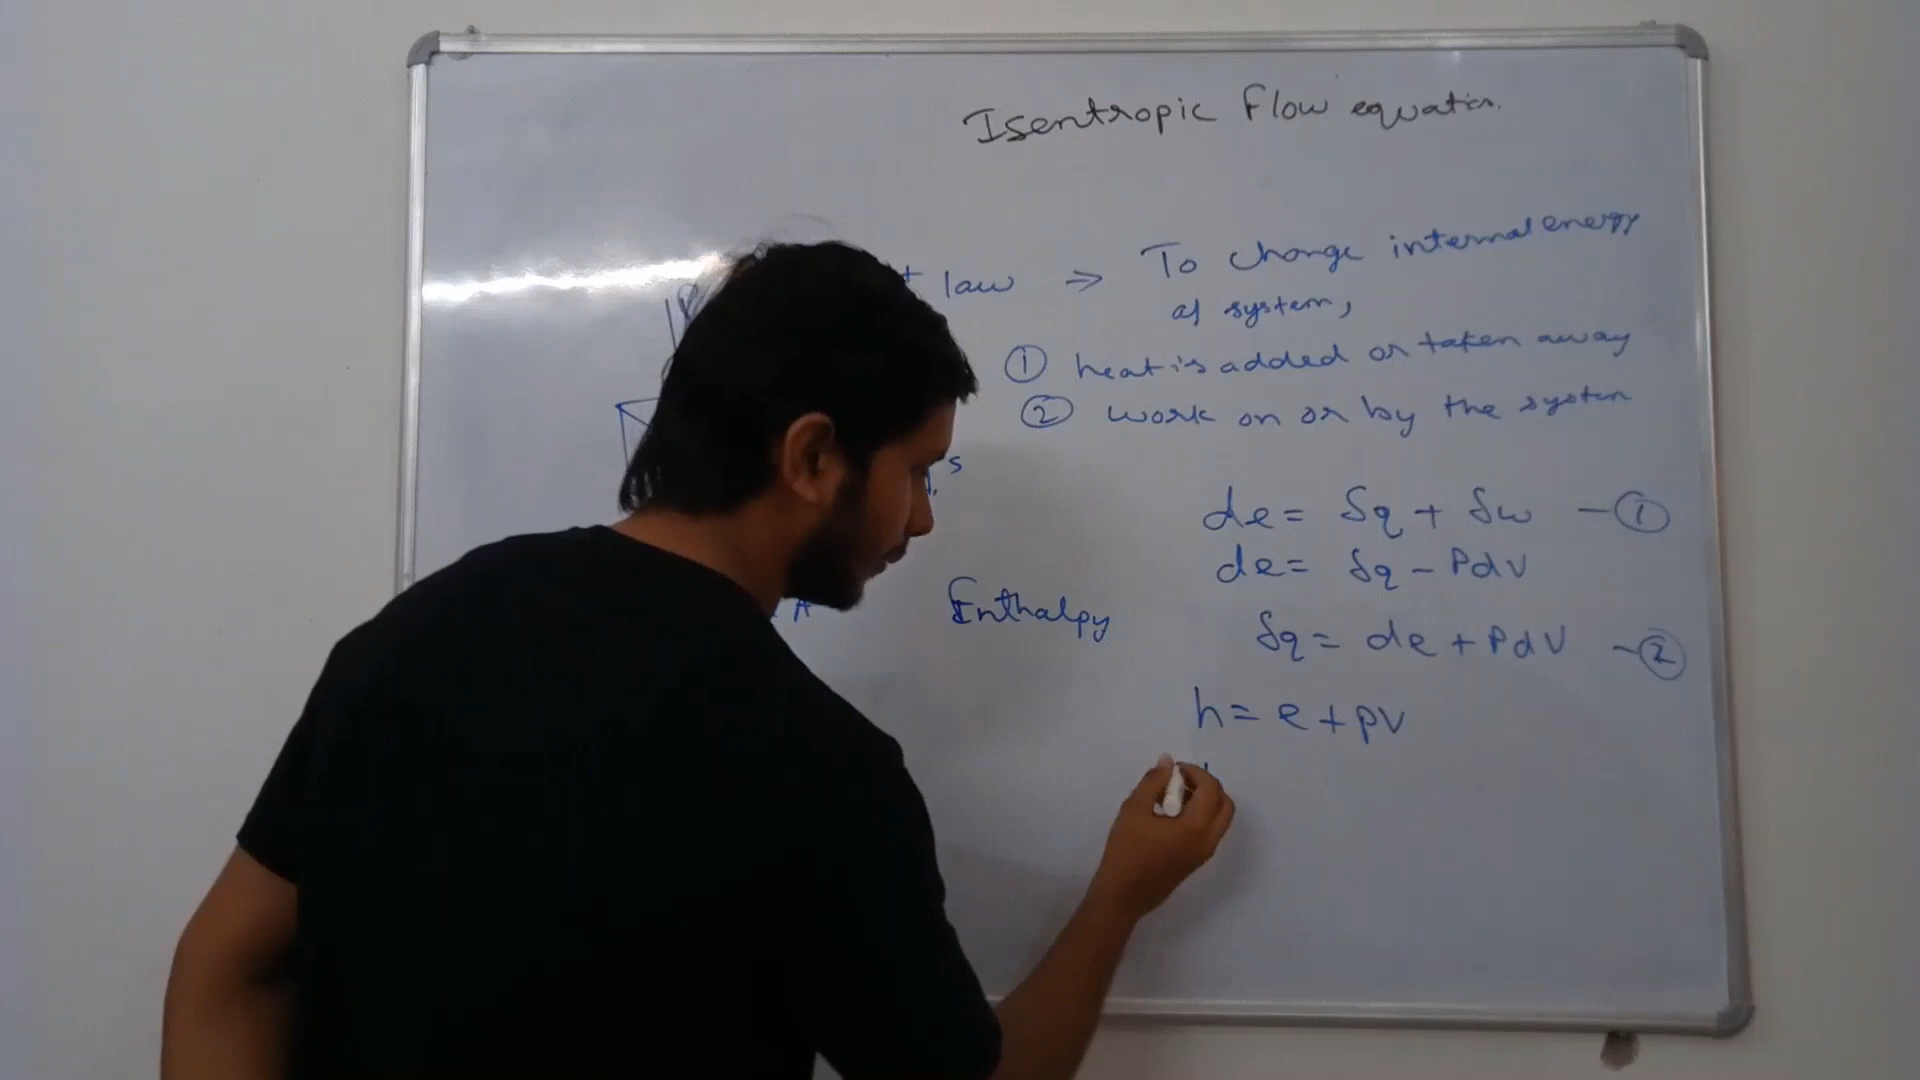 Isentropic Flow equation.
law ⇒ To change internal energy
of system,
① heat is added or taken away
② work on or by the system
de = δq + δw -①
de = δq - PdV
Enthalpy
δq = de + PdV -②
h = e + pv